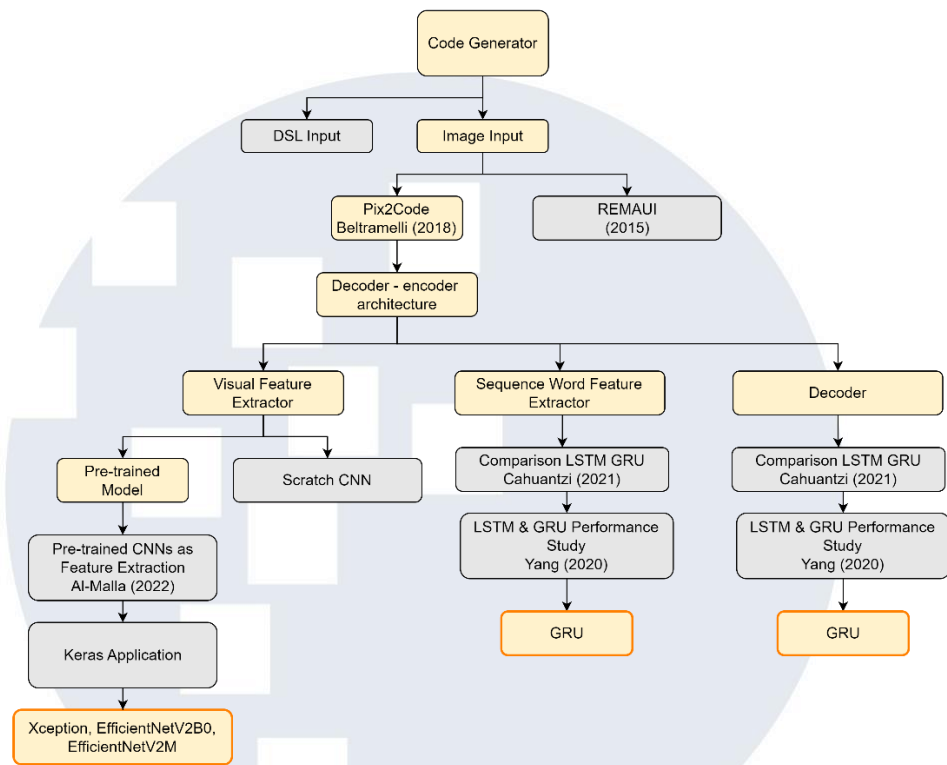 Code Generator
DSL Input
Image Input
Pix2Code
Beltramelli (2018)
REMAUI
(2015)
Decoder - encoder
architecture
Visual Feature
Extractor
Sequence Word Feature
Extractor
Decoder
Pre-trained
Model
Scratch CNN
Comparison LSTM GRU
Cahuantzi (2021)
Comparison LSTM GRU
Cahuantzi (2021)
Pre-trained CNNs as
Feature Extraction
Al-Malla (2022)
LSTM & GRU Performance
Study
Yang (2020)
LSTM & GRU Performance
Study
Yang (2020)
Keras Application
GRU
GRU
Xception, EfficientNetV2B0,
EfficientNetV2M